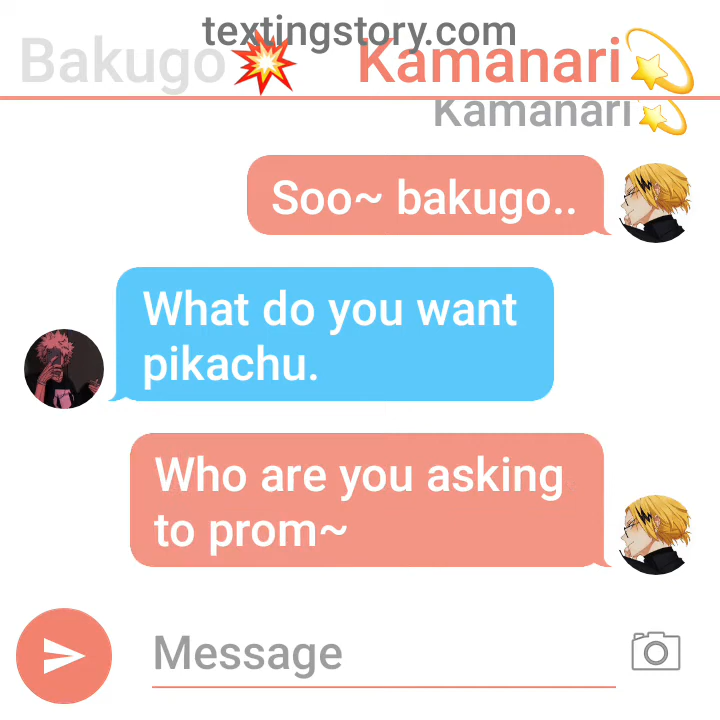 textingstory.com
Bakugo💥 Kamanari💫
Kamanari💫
Soo~ bakugo..
What do you want
pikachu.
Who are you asking
to prom~
Message